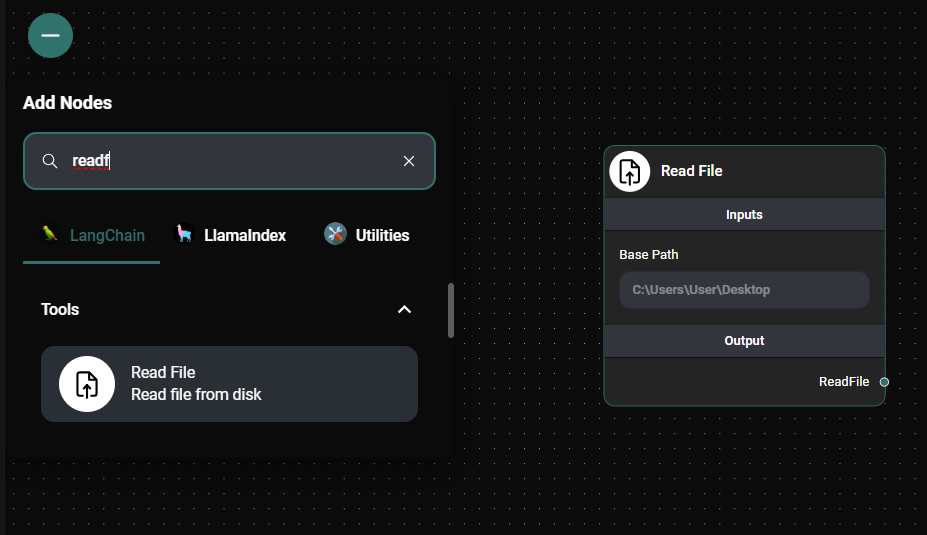 Add Nodes
readf
LangChain
LlamaIndex
Utilities
Tools
Read File
Read file from disk
Read File
Inputs
Base Path
C:\Users\User\Desktop
Output
ReadFile